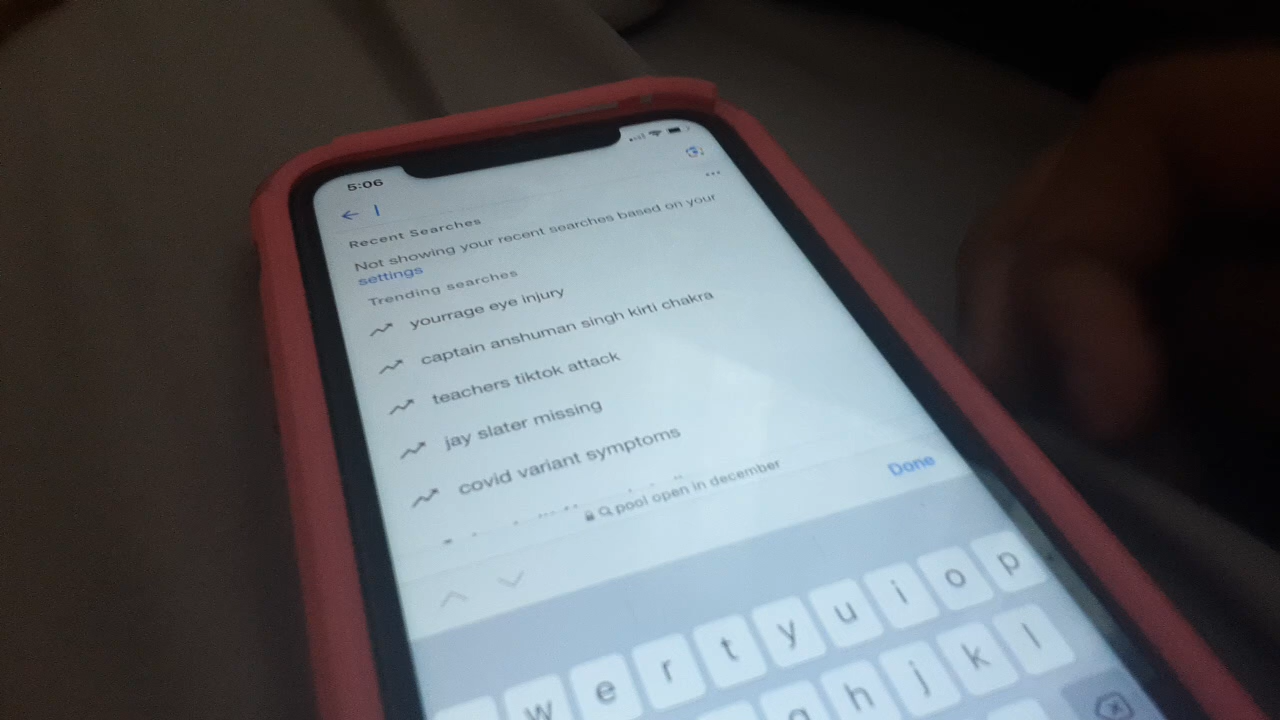 5:06
Recent Searches
Not showing your recent searches based on your
settings
Trending searches
yourrage eye injury
captain anshuman singh kirti chakra
teachers tiktok attack
jay slater missing
covid variant symptoms
pool open in december
Done
w e r t y u i o p
g h j k l